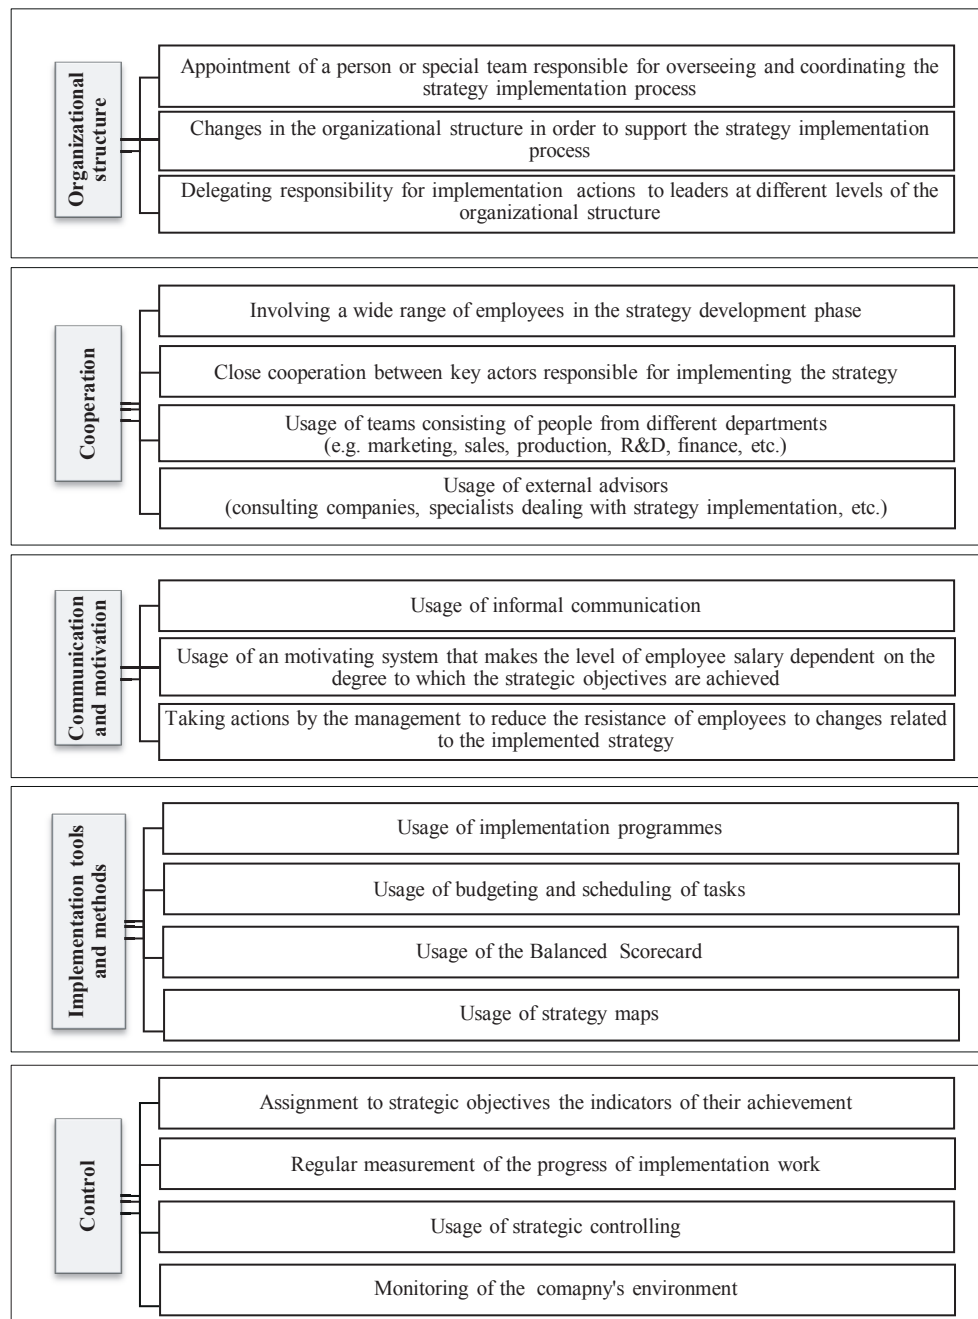 Organizational
structure
Appointment of a person or special team responsible for overseeing and coordinating the
strategy implementation process
Changes in the organizational structure in order to support the strategy implementation
process
Delegating responsibility for implementation actions to leaders at different levels of the
organizational structure
Cooperation
Involving a wide range of employees in the strategy development phase
Close cooperation between key actors responsible for implementing the strategy
Usage of teams consisting of people from different departments
(e.g. marketing, sales, production, R&D, finance, etc.)
Usage of external advisors
(consulting companies, specialists dealing with strategy implementation, etc.)
Communication
and motivation
Usage of informal communication
Usage of an motivating system that makes the level of employee salary dependent on the
degree to which the strategic objectives are achieved
Taking actions by the management to reduce the resistance of employees to changes related
to the implemented strategy
Implementation tools
and methods
Usage of implementation programmes
Usage of budgeting and scheduling of tasks
Usage of the Balanced Scorecard
Usage of strategy maps
Control
Assignment to strategic objectives the indicators of their achievement
Regular measurement of the progress of implementation work
Usage of strategic controlling
Monitoring of the comapny's environment